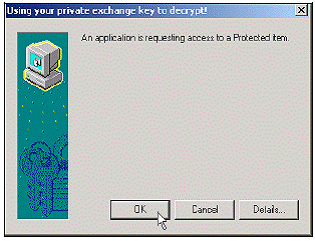 Using your private exchange key to decrypt!
An application is requesting access to a Protected item.
OK
Cancel
Details...